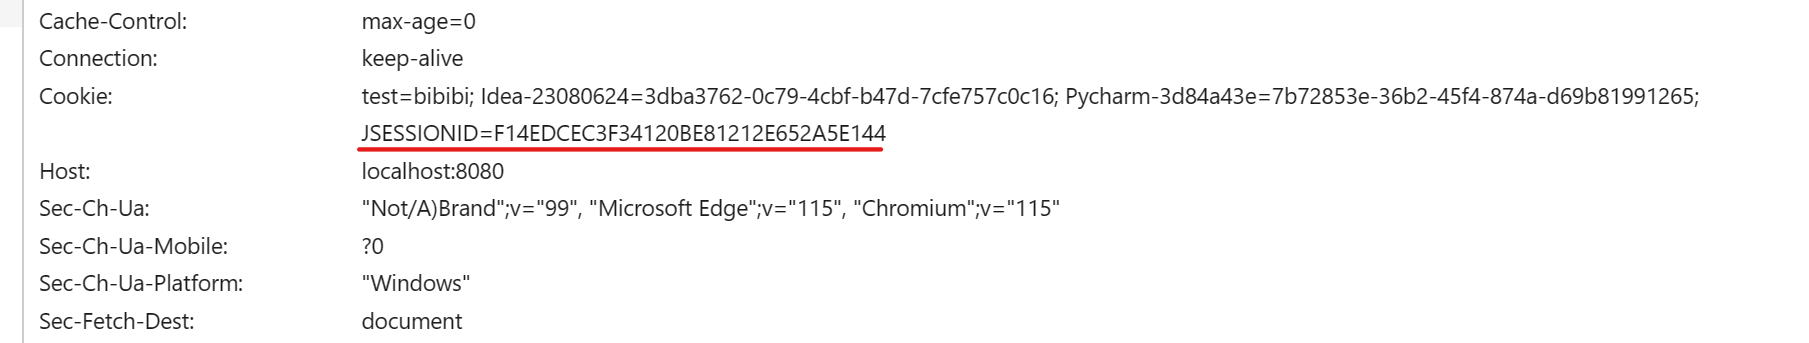 Cache-Control: max-age=0
Connection: keep-alive
Cookie: test=bibibi; Idea-23080624=3dba3762-0c79-4cbf-b47d-7cfe757c0c16; Pycharm-3d84a43e=7b72853e-36b2-45f4-874a-d69b81991265;
JSESSIONID=F14EDCEC3F34120BE81212E652A5E144
Host: localhost:8080
Sec-Ch-Ua: "Not/A)Brand";v="99", "Microsoft Edge";v="115", "Chromium";v="115"
Sec-Ch-Ua-Mobile: ?0
Sec-Ch-Ua-Platform: "Windows"
Sec-Fetch-Dest: document